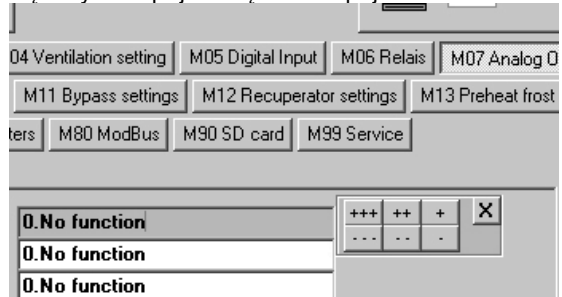 04 Ventilation setting M05 Digital Input M06 Relais M07 Analog O
M11 Bypass settings M12 Recuperator settings M13 Preheat frost
ters M80 ModBus M90 SD card M99 Service
0.No function +++ ++ + X
--- -- -
0.No function
0.No function